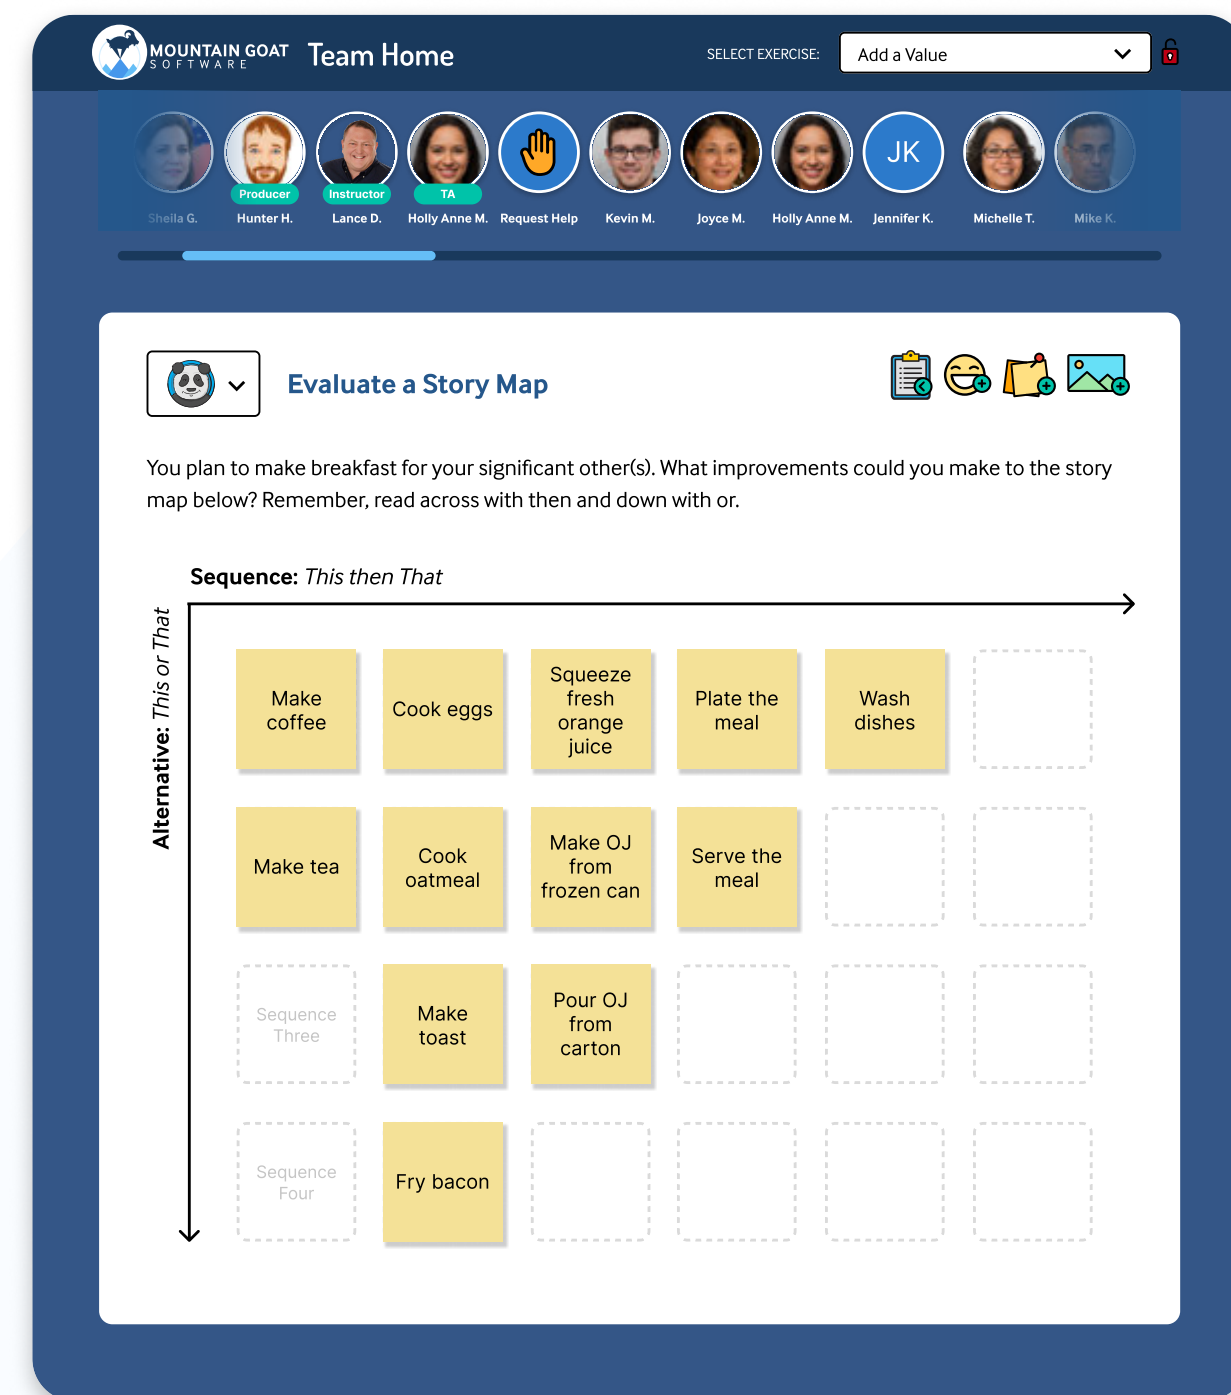 MOUNTAIN GOAT
SOFTWARE
Team Home
SELECT EXERCISE:
Add a Value
JK
Producer
Instructor
TA
Sheila G.
Hunter H.
Lance D.
Holly Anne M.
Request Help
Kevin M.
Joyce M.
Holly Anne M.
Jennifer K.
Michelle T.
Mike K.
Evaluate a Story Map
You plan to make breakfast for your significant other(s). What improvements could you make to the story
map below? Remember, read across with then and down with or.
Sequence: This then That
Alternative: This or That
Make
coffee
Cook eggs
Squeeze
fresh
orange
juice
Plate the
meal
Wash
dishes
Make tea
Cook
oatmeal
Make OJ
from
frozen can
Serve the
meal
Sequence
Three
Make
toast
Pour OJ
from
carton
Sequence
Four
Fry bacon